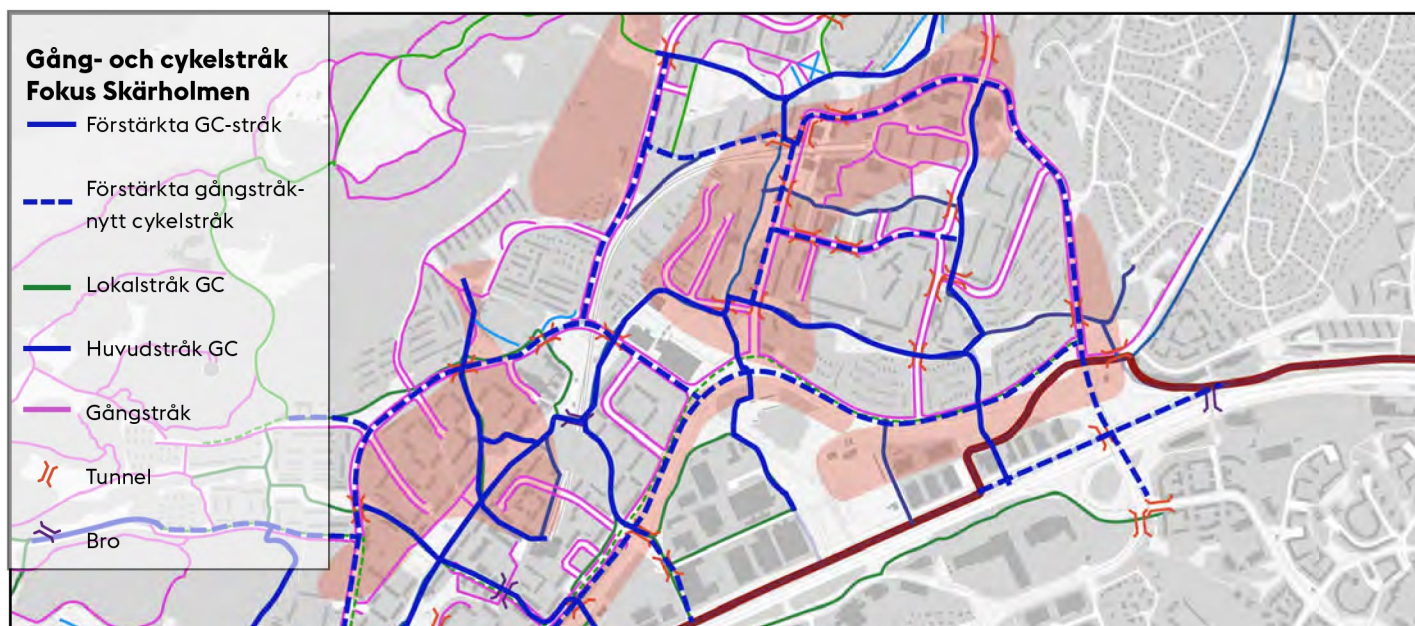 Gång- och cykelstråk
Fokus Skärholmen
Förstärkta GC-stråk
Förstärkta gångstråk-
nytt cykelstråk
Lokalstråk GC
Huvudstråk GC
Gångstråk
Tunnel
Bro